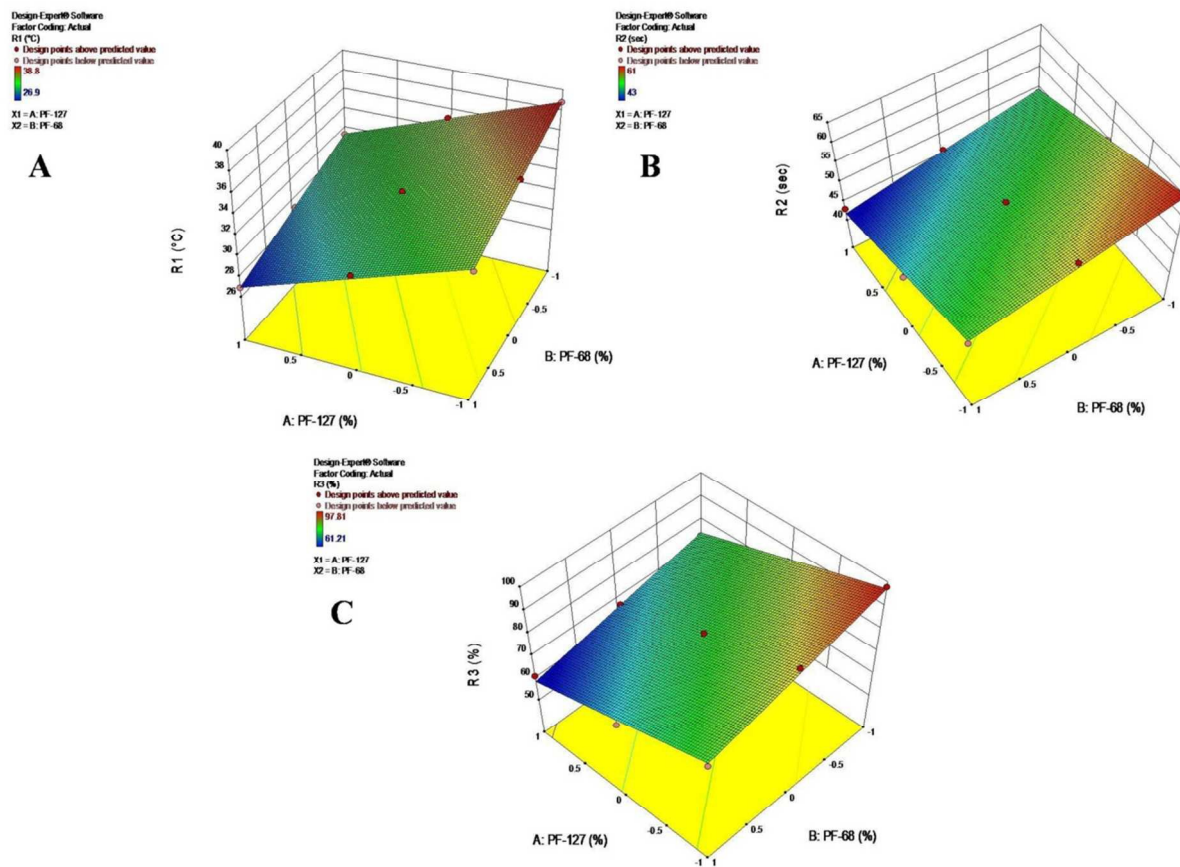 Design-Expert® Software
Factor Coding: Actual
R1 (°C)
Design points above predicted value
Design points below predicted value
38.8
26.9
X1 = A: PF-127
X2 = B: PF-68
A
40
38
36
34
32
30
28
26
R1 (°C)
1
0.5
0
-0.5
-1
A: PF-127 (%)
1
0.5
0
-0.5
-1
B: PF-68 (%)
Design-Expert® Software
Factor Coding: Actual
R2 (sec)
Design points above predicted value
Design points below predicted value
61
43
X1 = A: PF-127
X2 = B: PF-68
B
65
60
55
50
45
40
R2 (sec)
1
0.5
0
-0.5
-1
A: PF-127 (%)
1
0.5
0
-0.5
-1
B: PF-68 (%)
Design-Expert® Software
Factor Coding: Actual
R3 (%)
Design points above predicted value
Design points below predicted value
97.81
61.21
X1 = A: PF-127
X2 = B: PF-68
C
100
90
80
70
60
50
R3 (%)
1
0.5
0
-0.5
-1
A: PF-127 (%)
1
0.5
0
-0.5
-1
B: PF-68 (%)